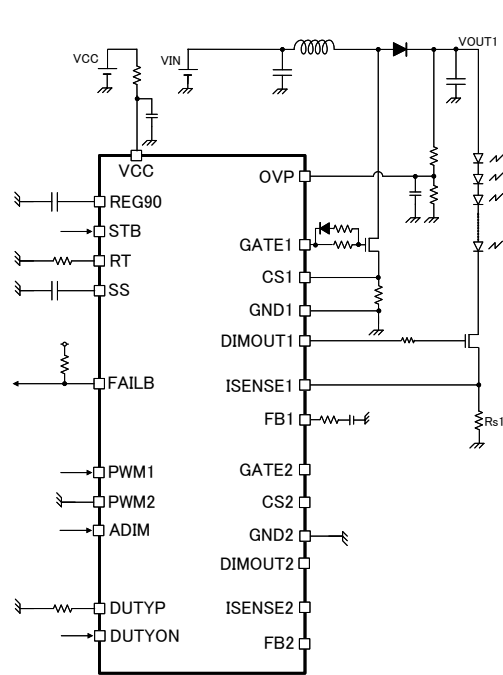 VCC
VIN
VOUT1
VCC
REG90
STB
RT
SS
FAILB
PWM1
PWM2
ADIM
DUTYP
DUTYON
OVP
GATE1
CS1
GND1
DIMOUT1
ISENSE1
FB1
GATE2
CS2
GND2
DIMOUT2
ISENSE2
FB2
Rs1